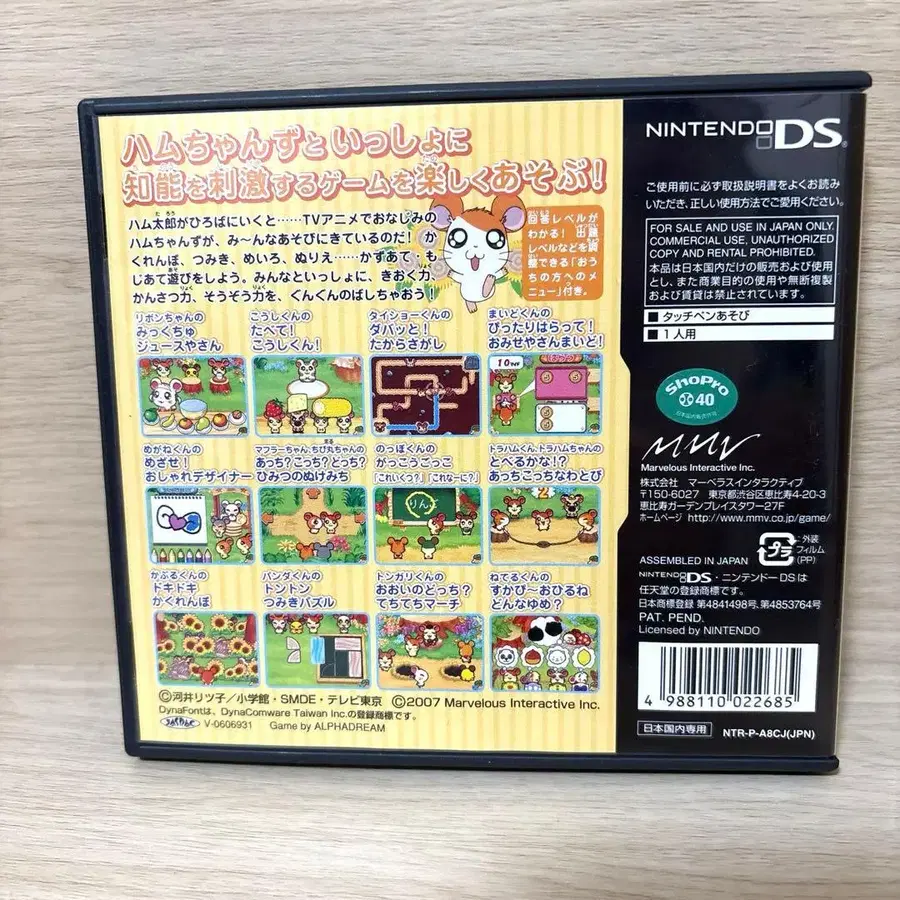 ハムちゃんずといっしょに
知能を刺激するゲームを楽しくあそぶ!
ハム太郎がひろばにいくと……TVアニメでおなじみの
ハムちゃんずが、み〜んなあそびにきているのだ! か
くれんぼ、つみき、めいろ、ぬりえ……かずあて・も
じあて遊びをしよう。みんなといっしょに、きおく力、
かんさつ力、そうぞう力を、くんくんのばしちゃおう!
回答レベルが
わかる! 出題
レベルなどを調
整できる「おう
ちの方へのメ
ニュー」付き。
リボンちゃんの
みっくちゅ
ジュースやさん
こうしくんの
たべて!
こうしくん!
タイショーくんの
ダバッと!
たからさがし
まいどくんの
ぴったりはらって!
おみせやさんまいど!
めがねくんの
めざせ!
おしゃれデザイナー
マフラーちゃん、ちび丸ちゃんの
あっち?こっち?どっち?
ひみつのぬけみち
のっぽくんの
がっこうごっこ
「これいくつ?」「これなーに?」
トラハムくん、トラハムちゃんの
とべるかな!?
あっちこっちなわとび
かぶるくんの
ドキドキ
かくれんぼ
パンダくんの
トントン
つみきパズル
トンガリくんの
おおいのどっち?
てちてちマーチ
ねてるくんの
すかぴ〜おひるね
どんなゆめ?
©河井リツ子/小学館・SMDE・テレビ東京 ©2007 Marvelous Interactive Inc.
DynaFontは、DynaComware Taiwan Inc.の登録商標です。
V-0606931 Game by ALPHADREAM
NINTENDO DS
ご使用前に必ず取扱説明書をよくお読み
いただき、正しい使用方法でご愛用ください。
FOR SALE AND USE IN JAPAN ONLY.
COMMERCIAL USE, UNAUTHORIZED
COPY AND RENTAL PROHIBITED.
本品は日本国内だけの販売および使用
とし、また商業目的の使用や無断複製
および賃貸は禁止されています。
■ タッチペンあそび
■ 1人用
ShoPro
40
MMV
Marvelous Interactive Inc.
株式会社 マーベラスインタラクティブ
〒150-6027 東京都渋谷区恵比寿4-20-3
恵比寿ガーデンプレイスタワー27F
ホームページ http://www.mmv.co.jp/game/
ASSEMBLED IN JAPAN
プラ
:外装
フィルム
(PP)
NINTENDO DS・ニンテンドーDSは
任天堂の登録商標です。
日本商標登録 第4841498号、第4853764号
PAT. PEND.
Licensed by NINTENDO
4 988110 022685
日本国内専用
NTR-P-A8CJ(JPN)